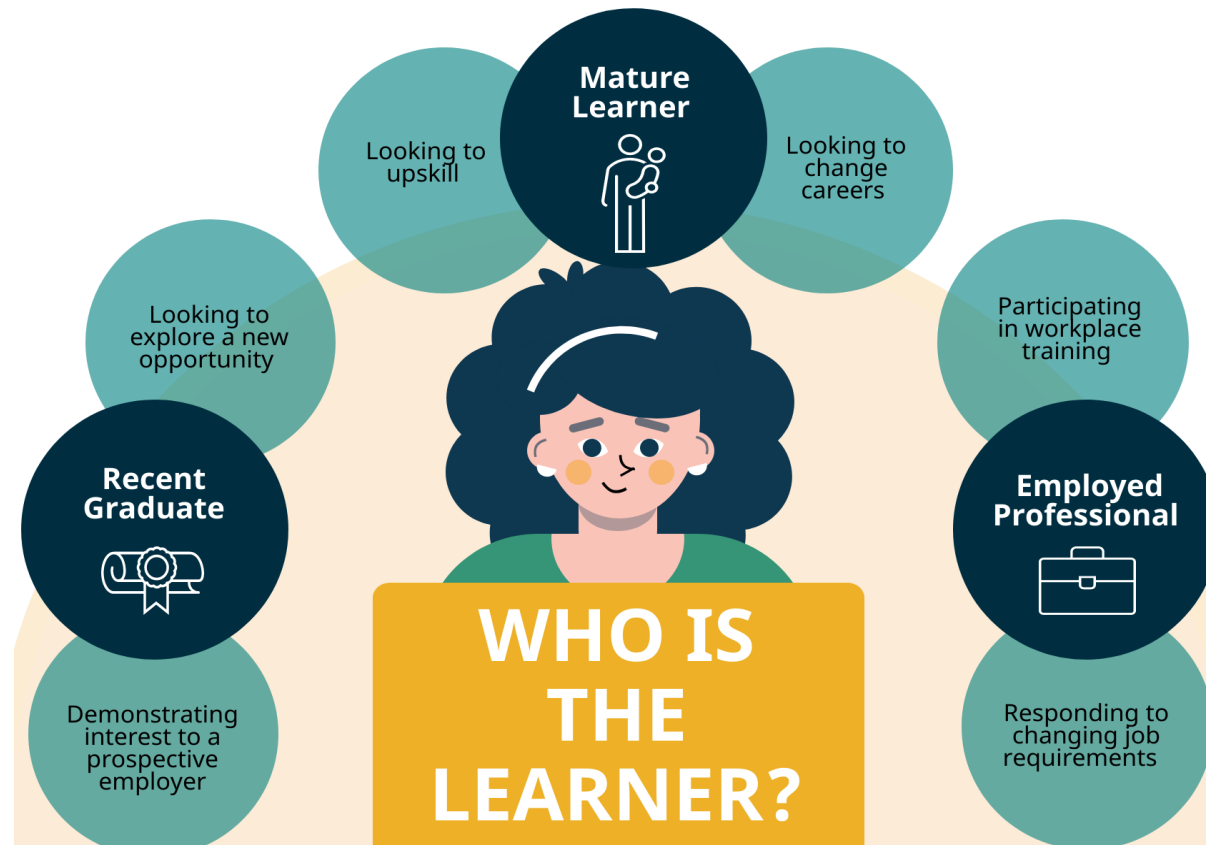 Mature
Learner
Looking to
upskill
Looking to
change
careers
Looking to
explore a new
opportunity
Participating
in workplace
training
Recent
Graduate
Employed
Professional
Demonstrating
interest to a
prospective
employer
Responding to
changing job
requirements
WHO IS
THE
LEARNER?